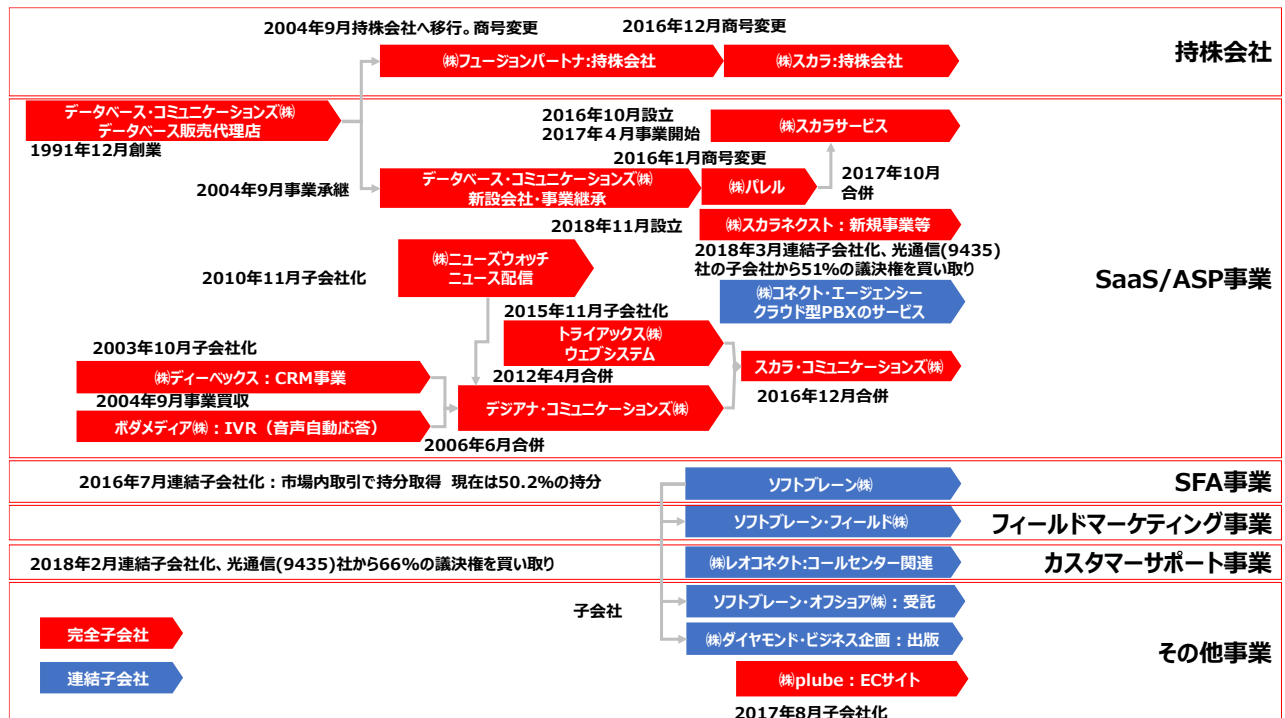 2004年9月持株会社へ移行。商号変更
2016年12月商号変更
㈱フュージョンパートナ:持株会社
㈱スカラ:持株会社
持株会社
データベース・コミュニケーションズ㈱
データベース販売代理店
1991年12月創業
2016年10月設立
2017年４月事業開始
㈱スカラサービス
2016年1月商号変更
2004年9月事業承継
データベース・コミュニケーションズ㈱
新設会社・事業継承
㈱パレル
2017年10月
合併
2018年11月設立
㈱スカラネクスト：新規事業等
2018年3月連結子会社化、光通信(9435)
社の子会社から51%の議決権を買い取り
2010年11月子会社化
㈱ニューズウォッチ
ニュース配信
SaaS/ASP事業
㈱コネクト・エージェンシー
クラウド型PBXのサービス
2015年11月子会社化
トライアックス㈱
ウェブシステム
2003年10月子会社化
㈱ディーベックス：CRM事業
2012年4月合併
スカラ・コミュニケーションズ㈱
2004年9月事業買収
2016年12月合併
ボダメディア㈱：IVR（音声自動応答）
デジアナ・コミュニケーションズ㈱
2006年6月合併
2016年7月連結子会社化：市場内取引で持分取得 現在は50.2%の持分
ソフトブレーン㈱
SFA事業
ソフトブレーン・フィールド㈱
フィールドマーケティング事業
2018年2月連結子会社化、光通信(9435)社から66%の議決権を買い取り
㈱レオコネクト:コールセンター関連
カスタマーサポート事業
子会社
ソフトブレーン・オフショア㈱：受託
完全子会社
㈱ダイヤモンド・ビジネス企画：出版
その他事業
連結子会社
㈱plube：ECサイト
2017年8月子会社化